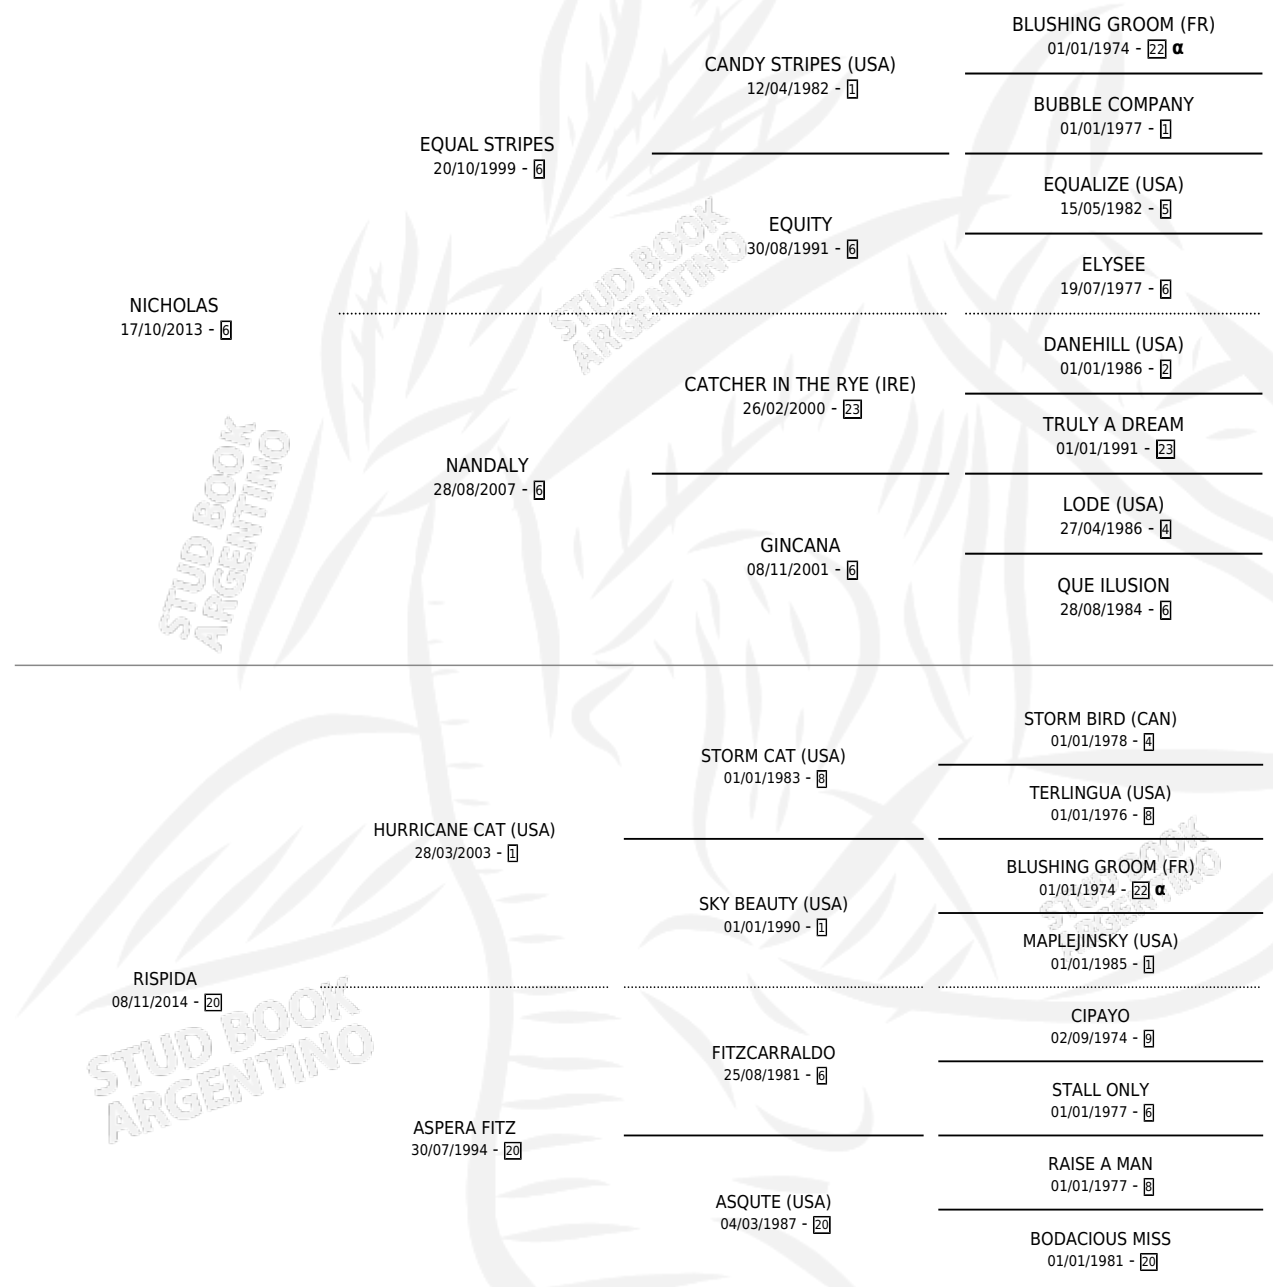 BLUSHING GROOM (FR)
01/01/1974 - 22 α
CANDY STRIPES (USA)
12/04/1982 - 1
BUBBLE COMPANY
01/01/1977 - 1
EQUAL STRIPES
20/10/1999 - 6
EQUALIZE (USA)
15/05/1982 - 5
EQUITY
30/08/1991 - 6
ELYSEE
19/07/1977 - 6
NICHOLAS
17/10/2013 - 6
DANEHILL (USA)
01/01/1986 - 2
CATCHER IN THE RYE (IRE)
26/02/2000 - 23
TRULY A DREAM
01/01/1991 - 23
NANDALY
28/08/2007 - 6
LODE (USA)
27/04/1986 - 4
GINCANA
08/11/2001 - 6
QUE ILUSION
28/08/1984 - 6
STUD BOOK
ARGENTINO
STUD BOOK
ARGENTINO
STORM BIRD (CAN)
01/01/1978 - 4
STORM CAT (USA)
01/01/1983 - 8
TERLINGUA (USA)
01/01/1976 - 8
HURRICANE CAT (USA)
28/03/2003 - 1
BLUSHING GROOM (FR)
01/01/1974 - 22 α
SKY BEAUTY (USA)
01/01/1990 - 1
MAPLEJINSKY (USA)
01/01/1985 - 1
RISPIDA
08/11/2014 - 20
CIPAYO
02/09/1974 - 9
FITZCARRALDO
25/08/1981 - 6
STALL ONLY
01/01/1977 - 6
ASPERA FITZ
30/07/1994 - 20
RAISE A MAN
01/01/1977 - 8
ASQUTE (USA)
04/03/1987 - 20
BODACIOUS MISS
01/01/1981 - 20
STUD BOOK
ARGENTINO
STUD BOOK
ARGENTINO